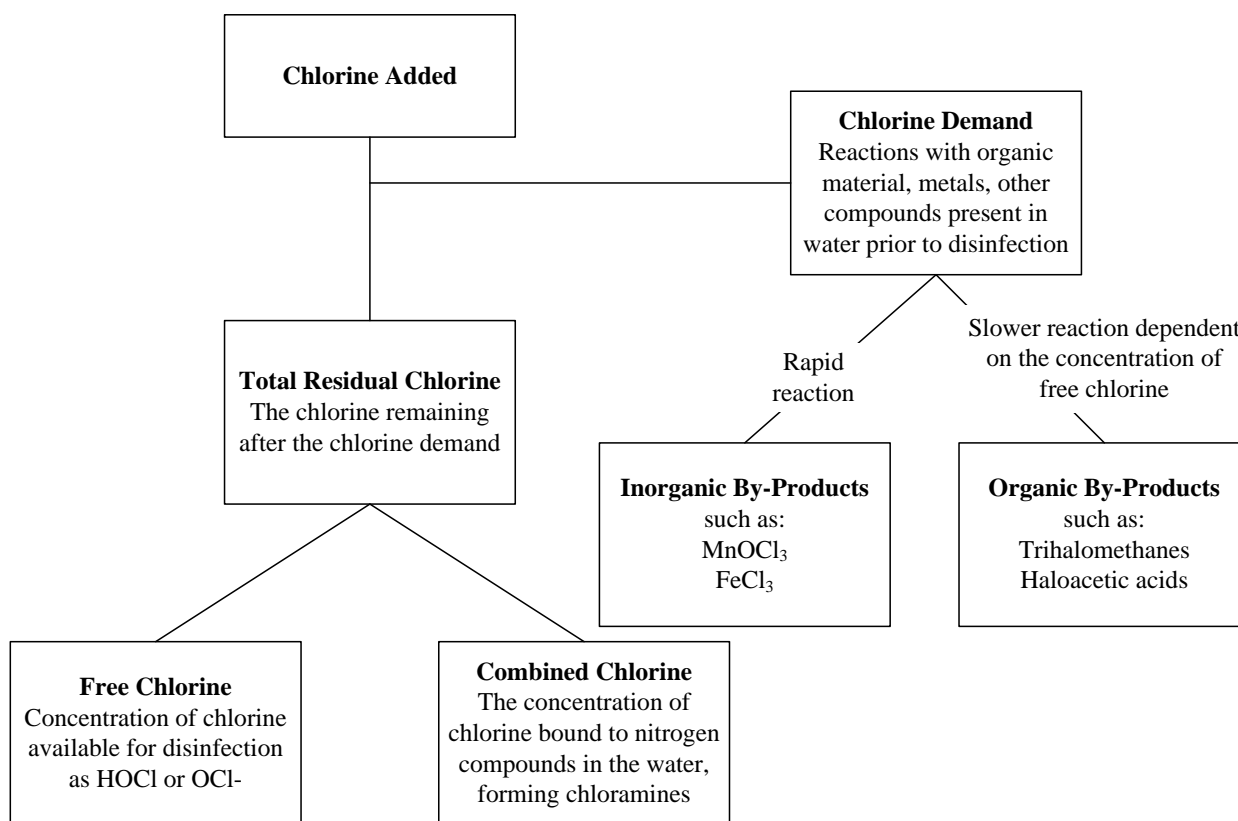 Chlorine Added
Chlorine Demand
Reactions with organic
material, metals, other
compounds present in
water prior to disinfection
Total Residual Chlorine
The chlorine remaining
after the chlorine demand
Rapid
reaction
Slower reaction dependent
on the concentration of
free chlorine
Inorganic By-Products
such as:
MnOCl₃
FeCl₃
Organic By-Products
such as:
Trihalomethanes
Haloacetic acids
Free Chlorine
Concentration of chlorine
available for disinfection
as HOCl or OCl-
Combined Chlorine
The concentration of
chlorine bound to nitrogen
compounds in the water,
forming chloramines